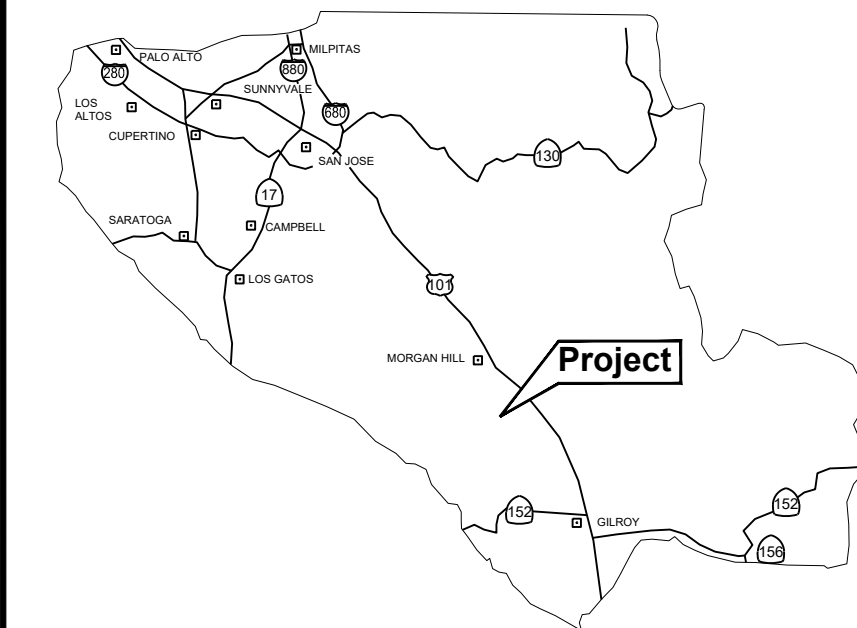 PALO ALTO
MILPITAS
280
880
SUNNYVALE
LOS
ALTOS
680
CUPERTINO
SAN JOSE
130
17
SARATOGA
CAMPBELL
LOS GATOS
101
MORGAN HILL
Project
152
GILROY
152
156